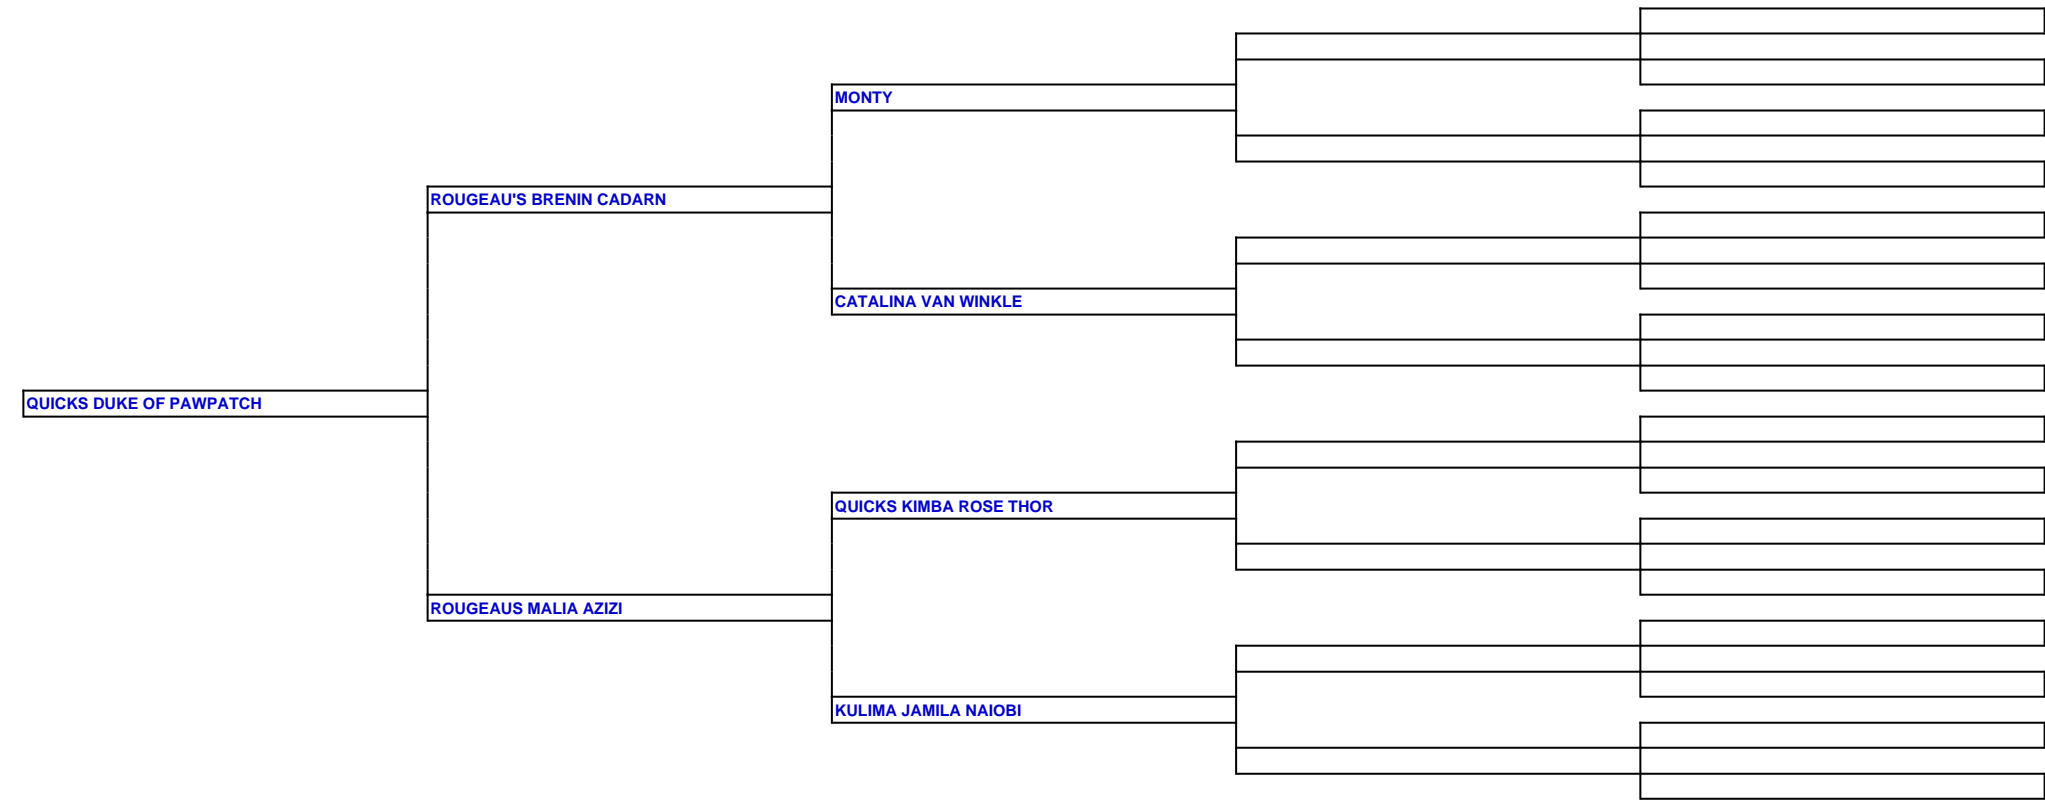 MONTY
ROUGEAU'S BRENIN CADARN
CATALINA VAN WINKLE
QUICKS DUKE OF PAWPATCH
QUICKS KIMBA ROSE THOR
ROUGEAUS MALIA AZIZI
KULIMA JAMILA NAIOBI